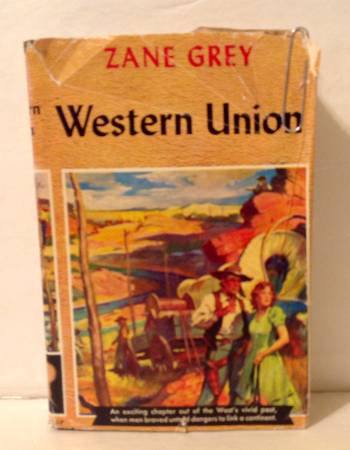 ZANE GREY
Western Union
An exciting chapter out of the West's vivid past,
when men braved untold dangers to link a continent.